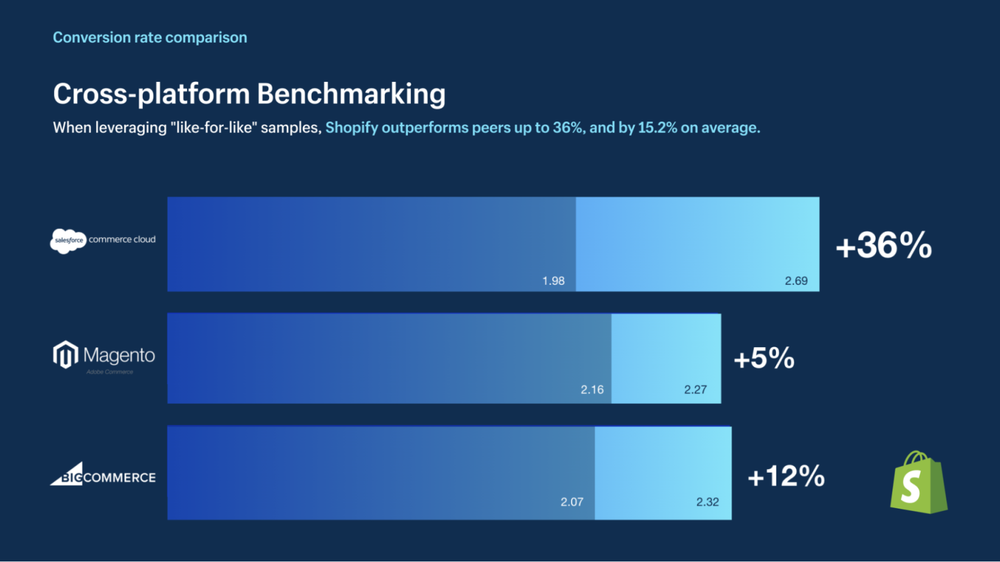 Conversion rate comparison
Cross-platform Benchmarking
When leveraging "like-for-like" samples, Shopify outperforms peers up to 36%, and by 15.2% on average.
salesforce commerce cloud
1.98
2.69
+36%
Magento
Adobe Commerce
2.16
2.27
+5%
BIGCOMMERCE
2.07
2.32
+12%
S